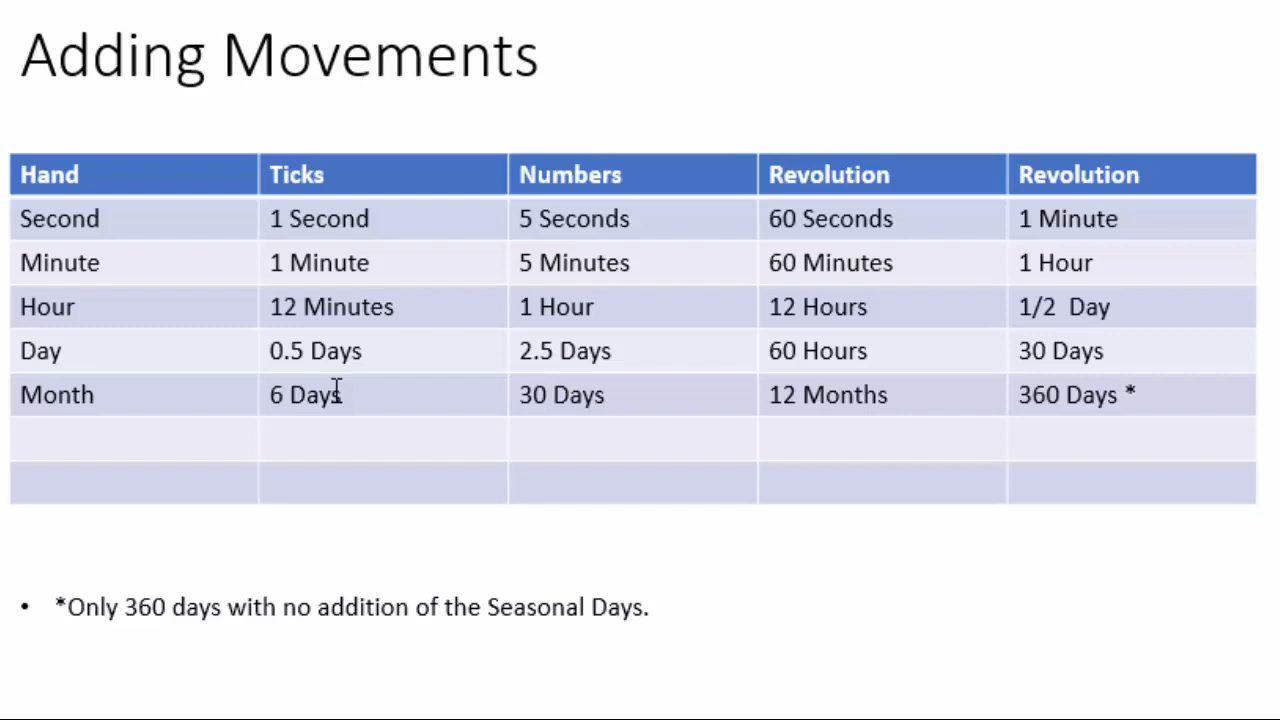 Adding Movements
Hand Ticks Numbers Revolution Revolution
Second 1 Second 5 Seconds 60 Seconds 1 Minute
Minute 1 Minute 5 Minutes 60 Minutes 1 Hour
Hour 12 Minutes 1 Hour 12 Hours 1/2 Day
Day 0.5 Days 2.5 Days 60 Hours 30 Days
Month 6 Days 30 Days 12 Months 360 Days *
• *Only 360 days with no addition of the Seasonal Days.